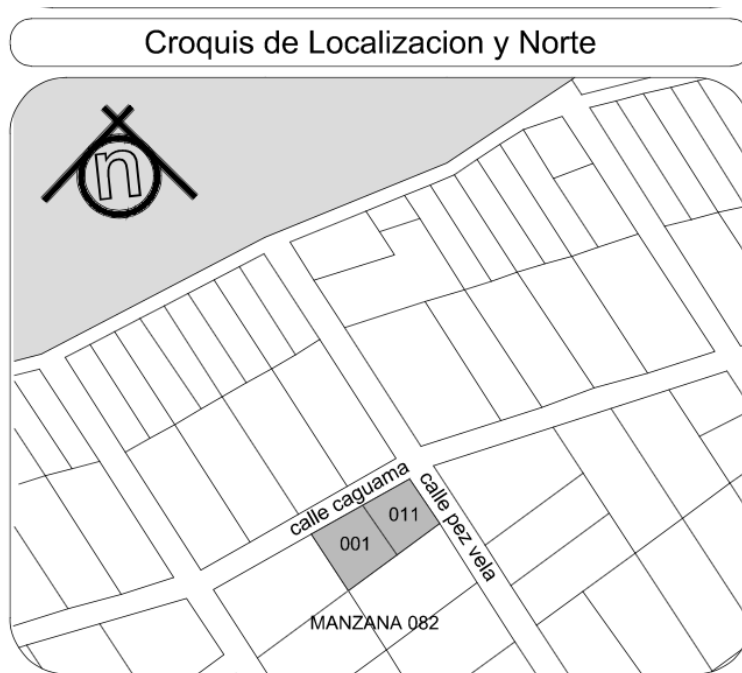 Croquis de Localizacion y Norte
n
calle caguama
calle pez vela
011
001
MANZANA 082